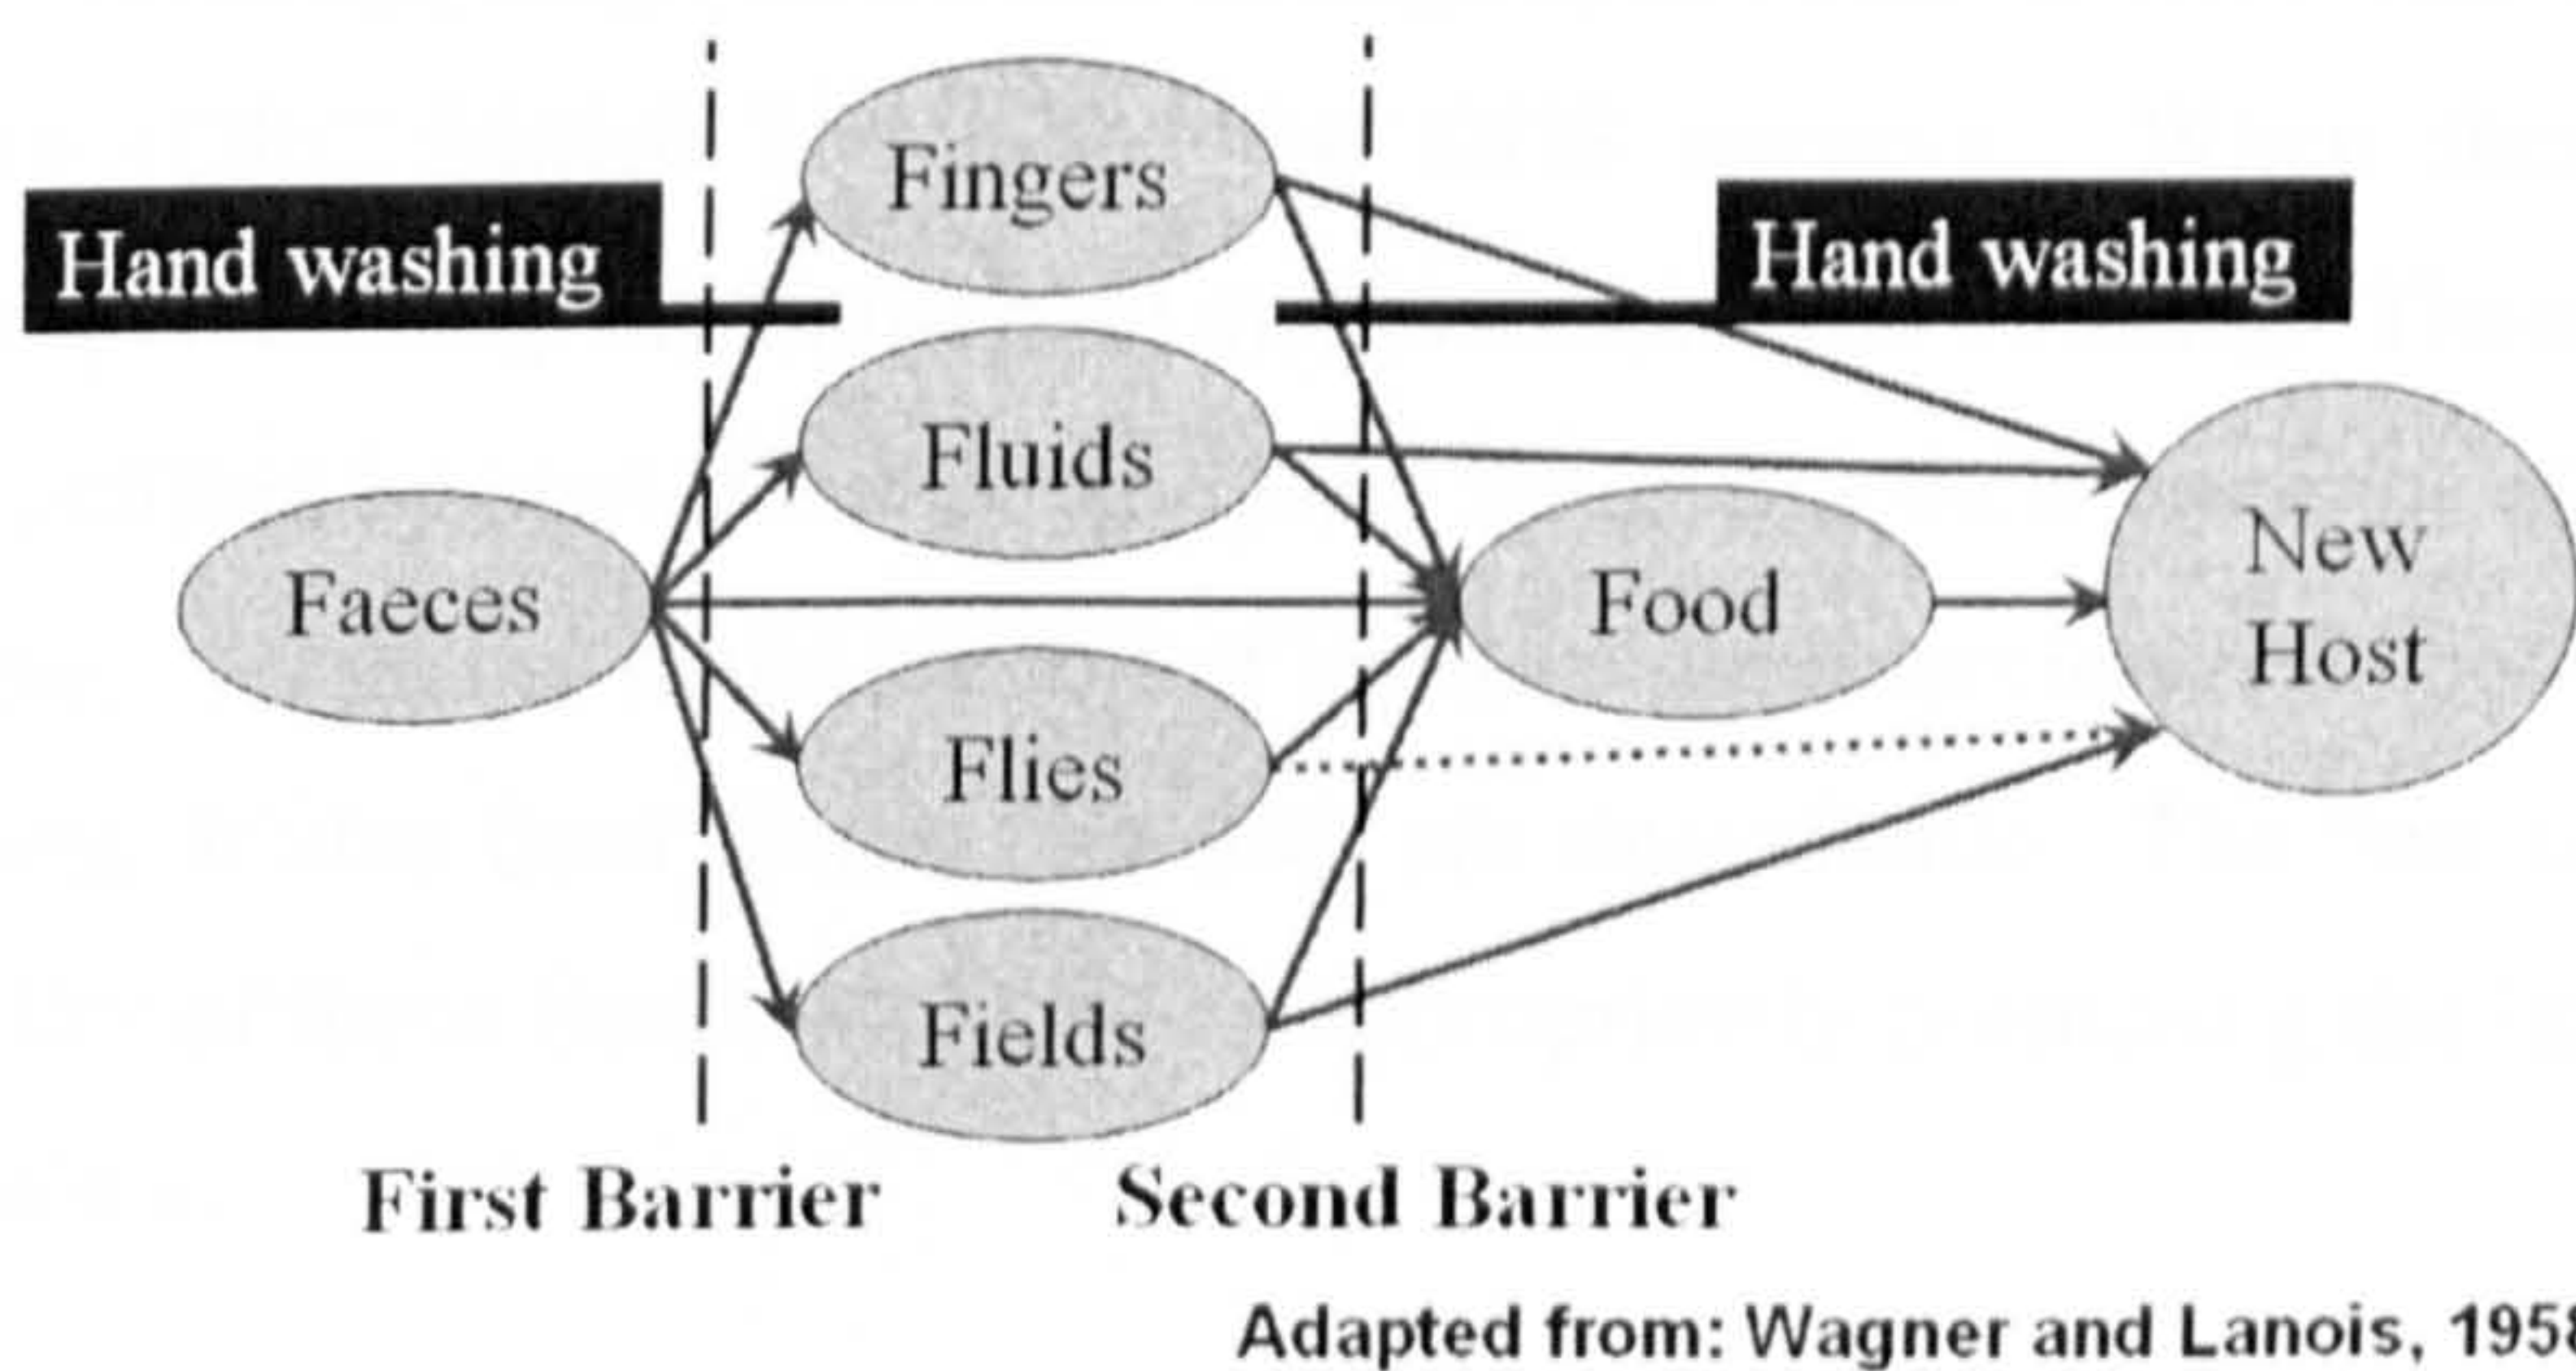 Fingers
Hand washing
Hand washing
Fluids
Faeces
Food
New
Host
Flies
Fields
First Barrier
Second Barrier
Adapted from: Wagner and Lanois, 1958